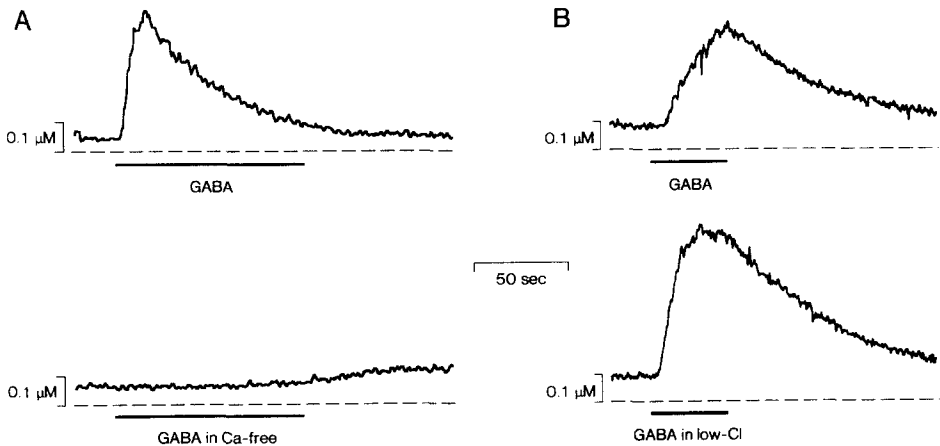 A
B
0.1 μM
GABA
0.1 μM
GABA
50 sec
0.1 μM
GABA in Ca-free
0.1 μM
GABA in low-Cl